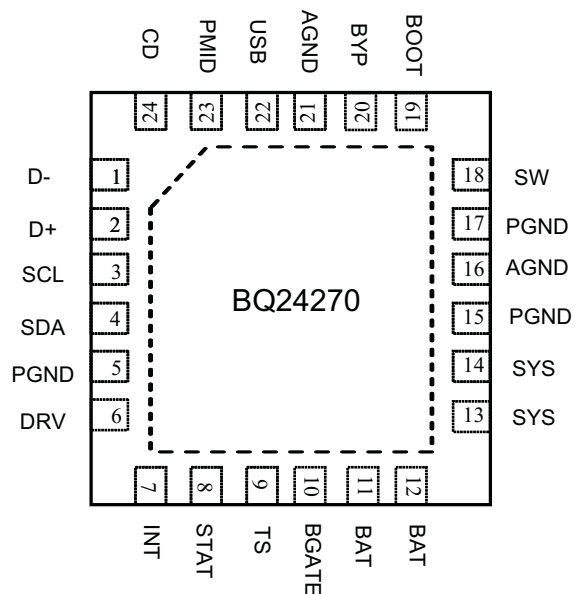 CD PMID USB AGND BYP BOOT
24 23 22 21 20 19
D- 1 18 SW
D+ 2 17 PGND
SCL 3 16 AGND
BQ24270
SDA 4 15 PGND
PGND 5 14 SYS
DRV 6 13 SYS
7 8 9 10 11 12
INT STAT TS BGATE BAT BAT